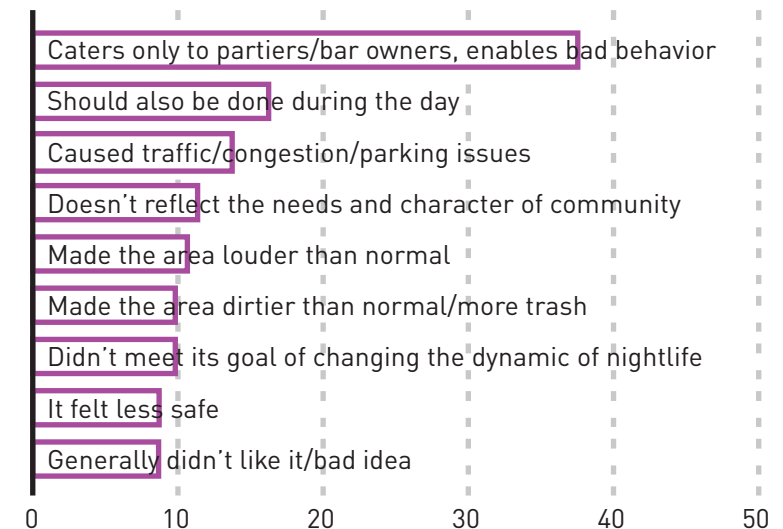 Caters only to partiers/bar owners, enables bad behavior
Should also be done during the day
Caused traffic/congestion/parking issues
Doesn’t reflect the needs and character of community
Made the area louder than normal
Made the area dirtier than normal/more trash
Didn’t meet its goal of changing the dynamic of nightlife
It felt less safe
Generally didn’t like it/bad idea
0 10 20 30 40 50